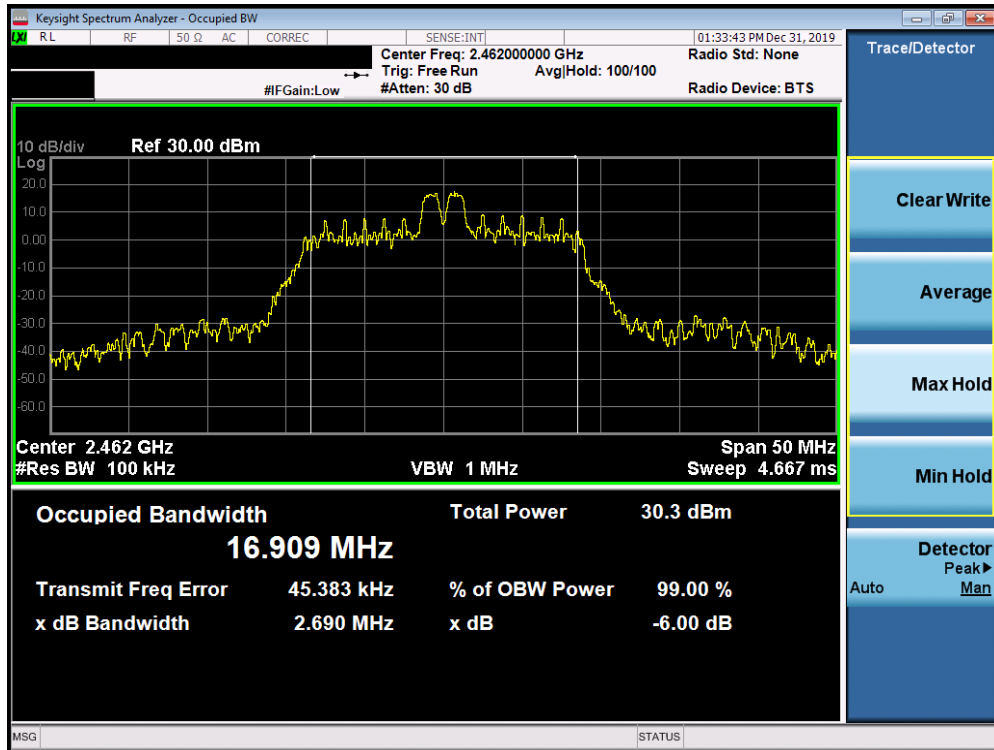 Keysight Spectrum Analyzer - Occupied BW
LXI RL RF 50 Ω AC CORREC SENSE:INT 01:33:43 PM Dec 31, 2019
Center Freq: 2.462000000 GHz Radio Std: None
Trig: Free Run Avg|Hold: 100/100
#IFGain:Low #Atten: 30 dB Radio Device: BTS
Trace/Detector
10 dB/div Ref 30.00 dBm
Log
20.0
10.0
0.00
-10.0
-20.0
-30.0
-40.0
-50.0
-60.0
Center 2.462 GHz Span 50 MHz
#Res BW 100 kHz VBW 1 MHz Sweep 4.667 ms
Occupied Bandwidth Total Power 30.3 dBm
16.909 MHz
Transmit Freq Error 45.383 kHz % of OBW Power 99.00 %
x dB Bandwidth 2.690 MHz x dB -6.00 dB
Clear Write
Average
Max Hold
Min Hold
Detector
Peak▶
Auto Man
MSG STATUS